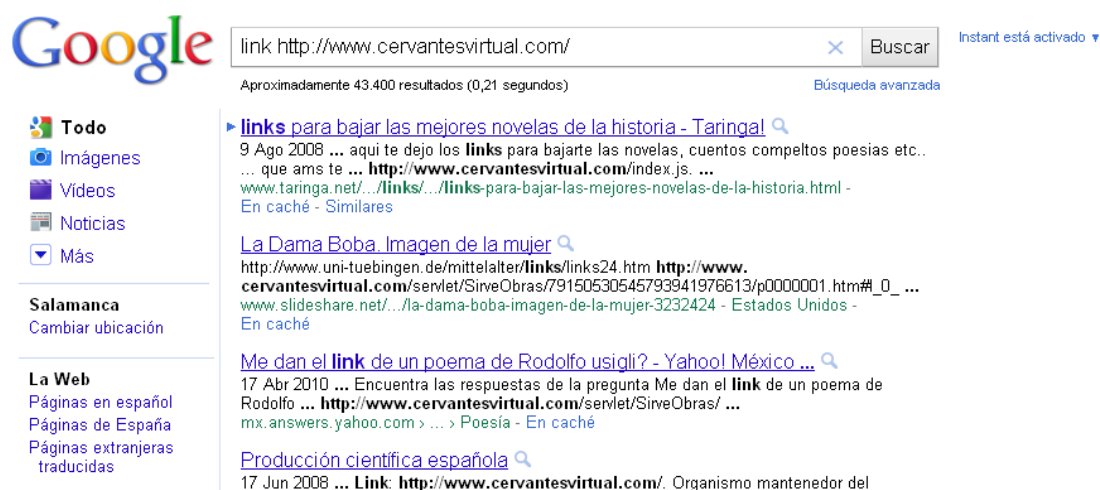 Google
link http://www.cervantesvirtual.com/
Buscar
Instant está activado ▼
Aproximadamente 43.400 resultados (0,21 segundos)
Búsqueda avanzada
Todo
Imágenes
Vídeos
Noticias
Más
Salamanca
Cambiar ubicación
La Web
Páginas en español
Páginas de España
Páginas extranjeras
traducidas
links para bajar las mejores novelas de la historia - Taringa!
9 Ago 2008 ... aqui te dejo los links para bajarte las novelas, cuentos compeltos poesias etc..
... que ams te ... http://www.cervantesvirtual.com/index.js. ...
www.taringa.net/.../links/.../links-para-bajar-las-mejores-novelas-de-la-historia.html -
En caché - Similares
La Dama Boba. Imagen de la mujer
http://www.uni-tuebingen.de/mittelalter/links/links24.htm http://www.
cervantesvirtual.com/servlet/SirveObras/79150530545793941976613/p0000001.htm#I_0_ ...
www.slideshare.net/.../la-dama-boba-imagen-de-la-mujer-3232424 - Estados Unidos -
En caché
Me dan el link de un poema de Rodolfo usigli? - Yahoo! México ...
17 Abr 2010 ... Encuentra las respuestas de la pregunta Me dan el link de un poema de
Rodolfo ... http://www.cervantesvirtual.com/servlet/SirveObras/ ...
mx.answers.yahoo.com › ... › Poesía - En caché
Producción científica española
17 Jun 2008 ... Link: http://www.cervantesvirtual.com/. Organismo mantenedor del